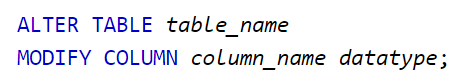 ALTER TABLE table_name
MODIFY COLUMN column_name datatype;